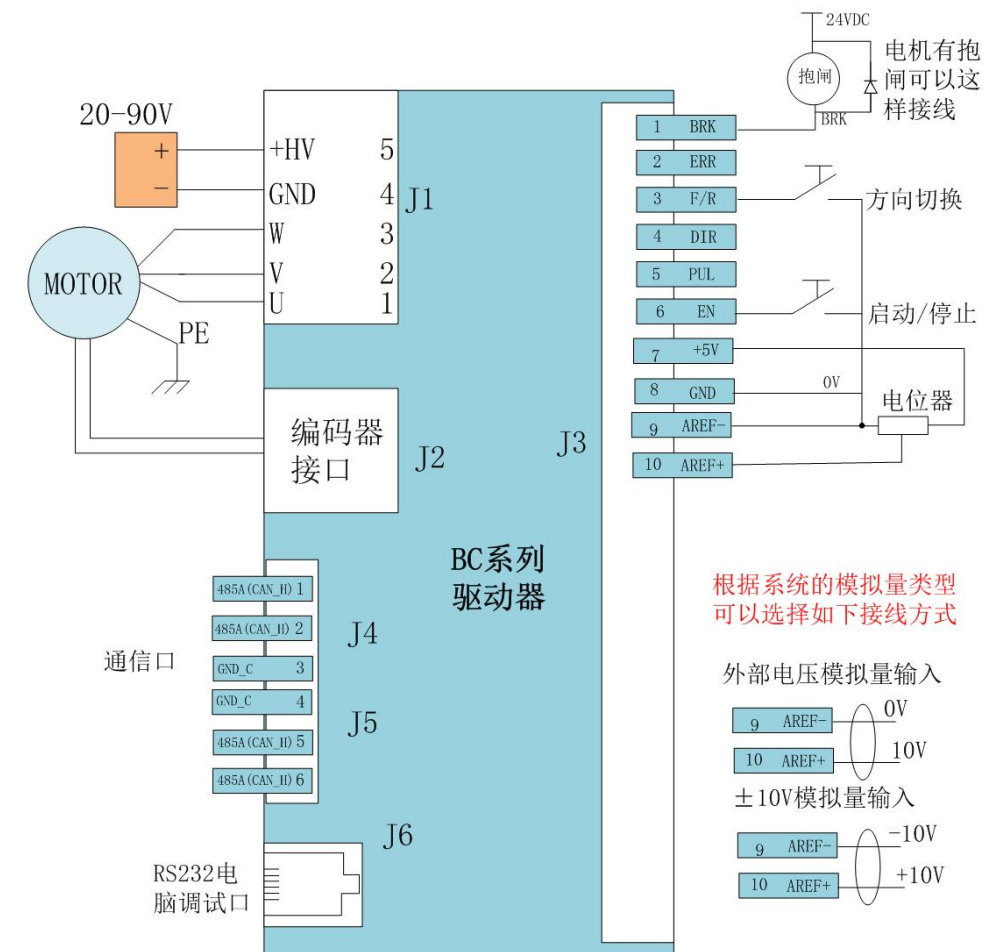 20-90V
+
-
+HV 5
GND 4
W 3
V 2
U 1
J1
MOTOR
PE
编码器
接口
J2
BC系列
驱动器
485A(CAN_H) 1
485A(CAN_H) 2
GND_C 3
GND_C 4
485A(CAN_H) 5
485A(CAN_H) 6
通信口
J4
J5
J6
RS232电
脑调试口
J3
1 BRK
2 ERR
3 F/R
4 DIR
5 PUL
6 EN
7 +5V
8 GND
9 AREF-
10 AREF+
24VDC
抱闸
BRK
电机有抱
闸可以这
样接线
方向切换
启动/停止
0V
电位器
根据系统的模拟量类型
可以选择如下接线方式
外部电压模拟量输入
9 AREF- 0V
10 AREF+ 10V
±10V模拟量输入
9 AREF- -10V
10 AREF+ +10V